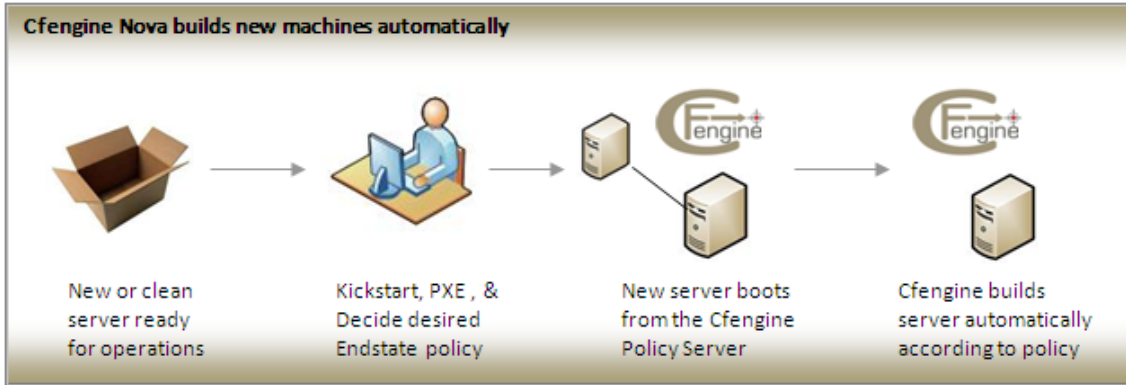 Cfengine Nova builds new machines automatically
CFengine
CFengine
New or clean
server ready
for operations
Kickstart, PXE , &
Decide desired
Endstate policy
New server boots
from the Cfengine
Policy Server
Cfengine builds
server automatically
according to policy